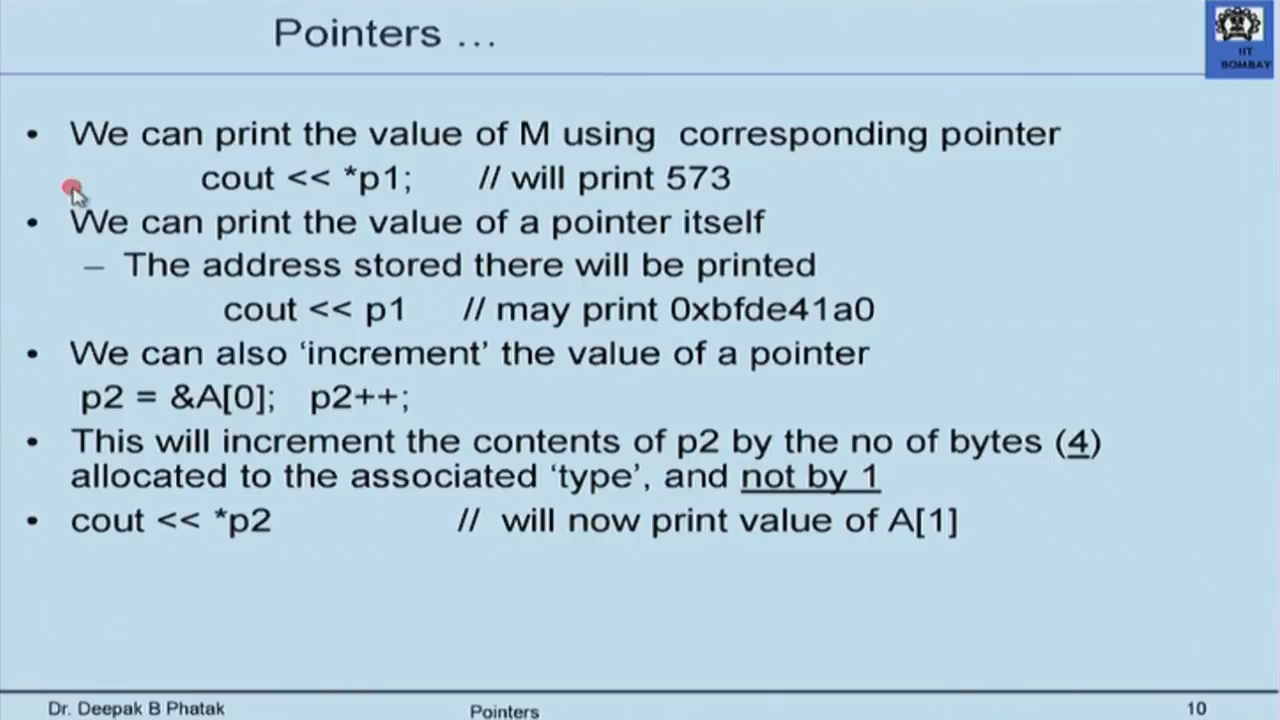 Pointers ...
IIT
BOMBAY
• We can print the value of M using corresponding pointer
cout << *p1; // will print 573
• We can print the value of a pointer itself
– The address stored there will be printed
cout << p1 // may print 0xbfde41a0
• We can also ‘increment’ the value of a pointer
p2 = &A[0]; p2++;
• This will increment the contents of p2 by the no of bytes (4)
allocated to the associated ‘type’, and not by 1
• cout << *p2 // will now print value of A[1]
Dr. Deepak B Phatak Pointers 10